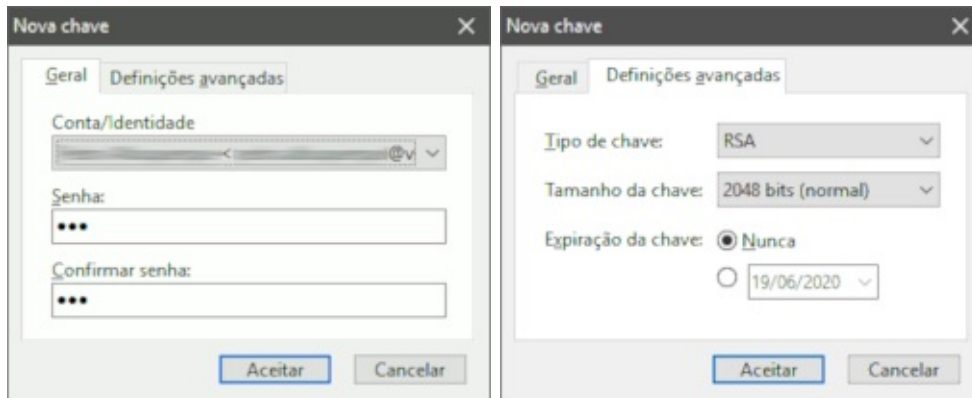 Nova chave
Geral
Definições avançadas
Conta/Identidade
<
@v
Senha:
•••
Confirmar senha:
•••
Aceitar
Cancelar
Nova chave
Geral
Definições avançadas
Tipo de chave:
RSA
Tamanho da chave:
2048 bits (normal)
Expiração da chave:
Nunca
19/06/2020
Aceitar
Cancelar